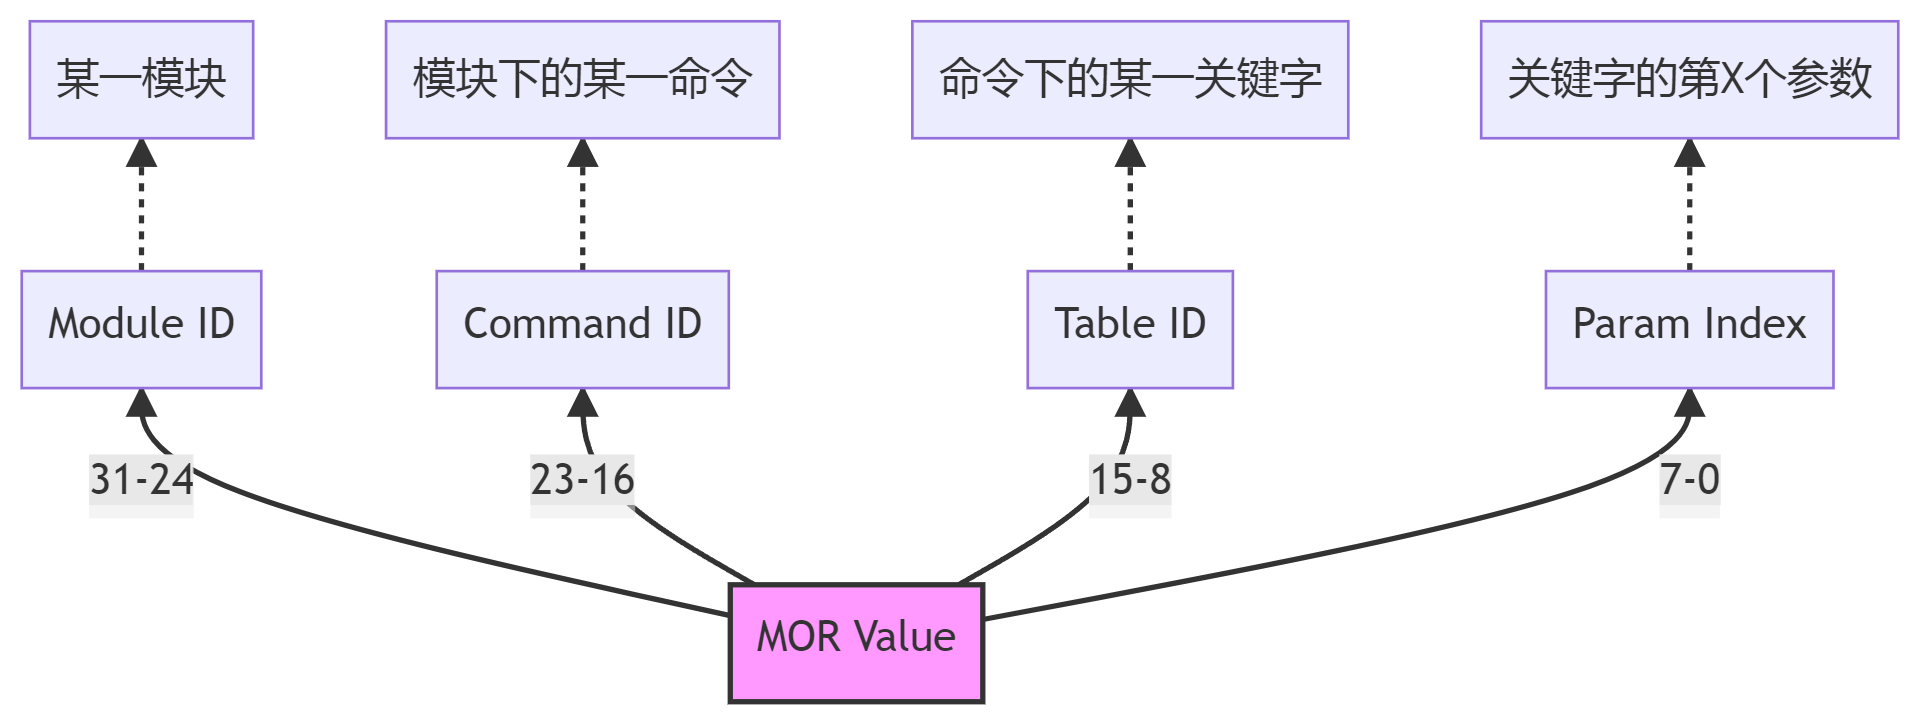 某一模块
模块下的某一命令
命令下的某一关键字
关键字的第X个参数
Module ID
Command ID
Table ID
Param Index
31-24
23-16
15-8
7-0
MOR Value